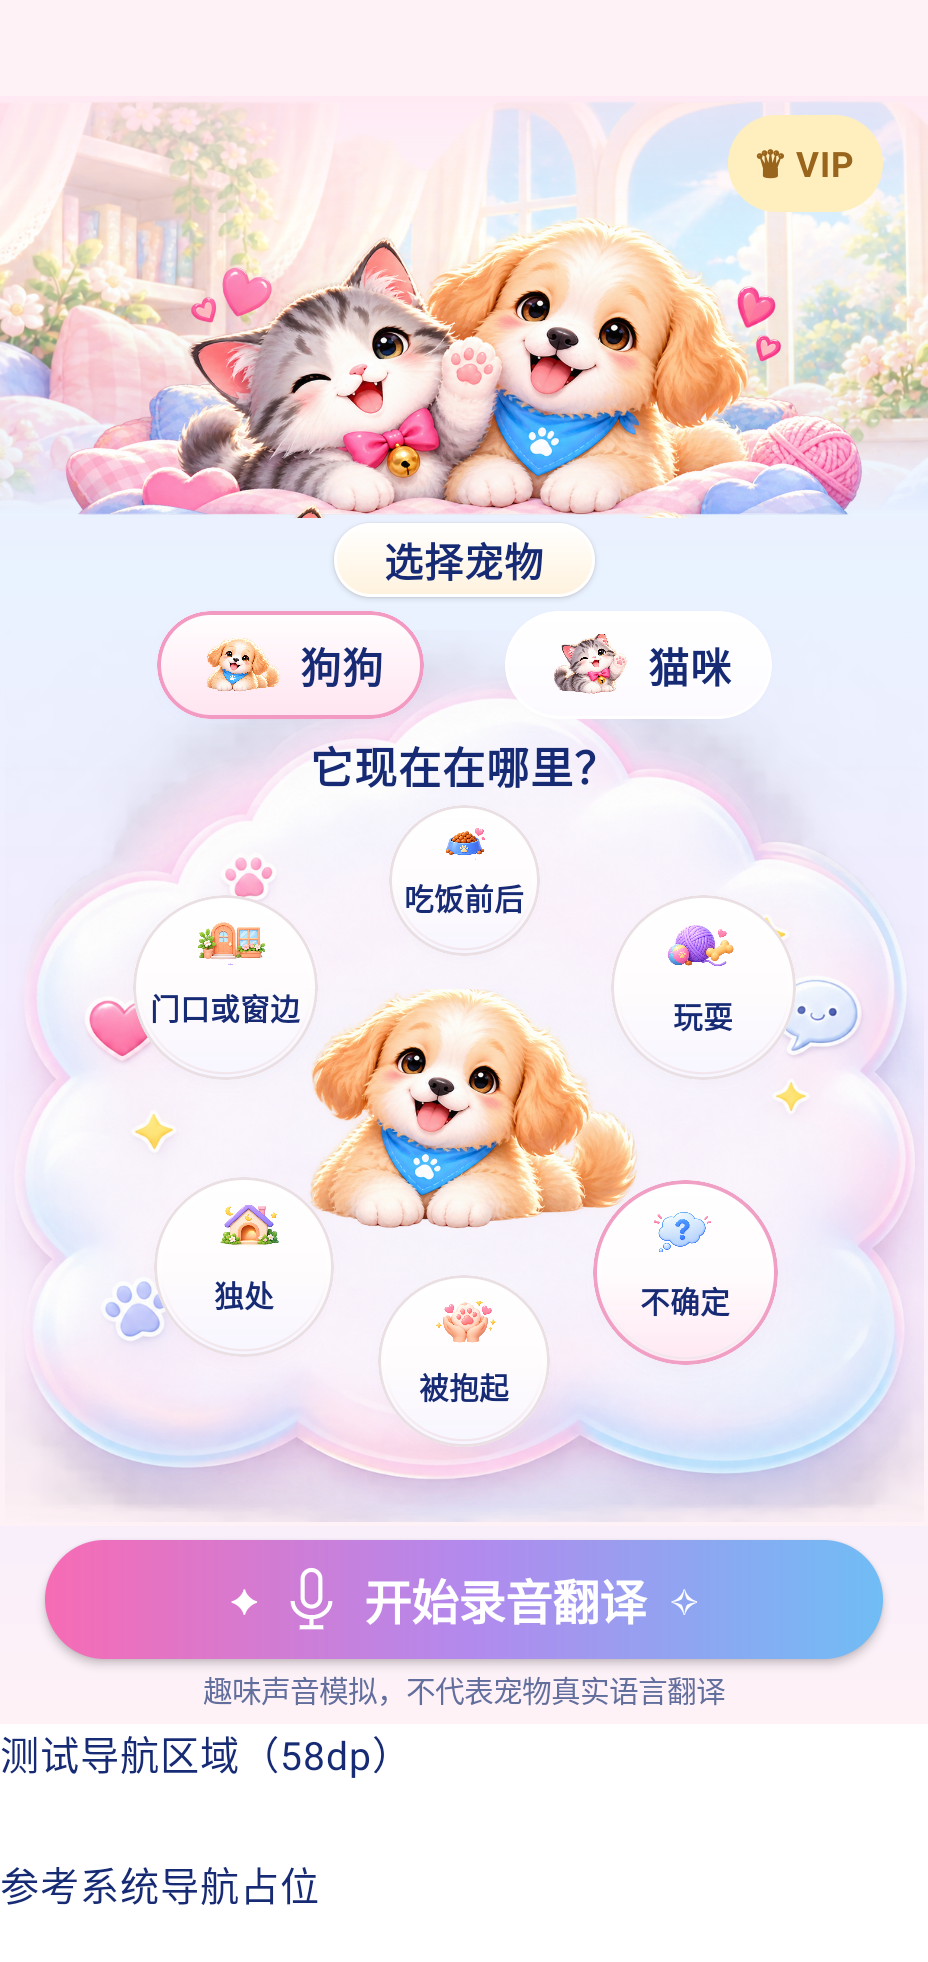 VIP
选择宠物
狗狗
猫咪
它现在在哪里？
吃饭前后
门口或窗边
玩耍
独处
不确定
被抱起
开始录音翻译
趣味声音模拟，不代表宠物真实语言翻译
测试导航区域（58dp）
参考系统导航占位